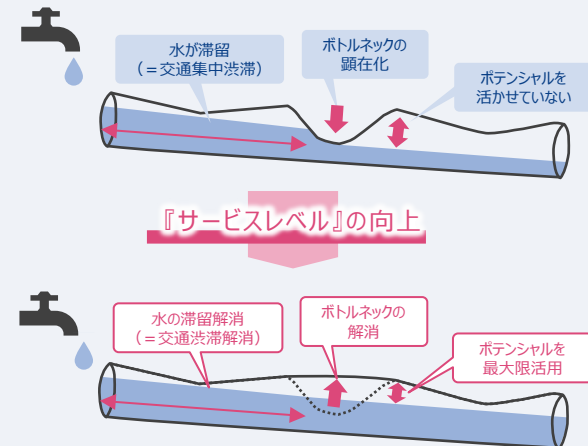 水が滞留
（＝交通集中渋滞）
ボトルネックの
顕在化
ポテンシャルを
活かせていない
『サービスレベル』の向上
水の滞留解消
（＝交通渋滞解消）
ボトルネックの
解消
ポテンシャルを
最大限活用